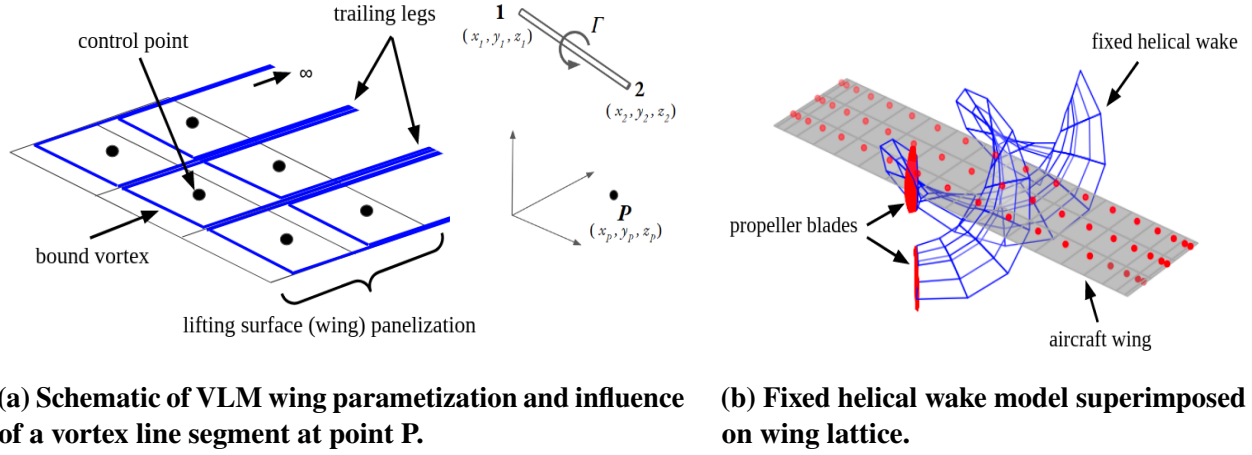 trailing legs
control point
∞
bound vortex
lifting surface (wing) panelization
1
(x1, y1, z1)
Γ
2
(x2, y2, z2)
P
(xp, yp, zp)
fixed helical wake
propeller blades
aircraft wing
(a) Schematic of VLM wing parametization and influence
of a vortex line segment at point P.
(b) Fixed helical wake model superimposed
on wing lattice.